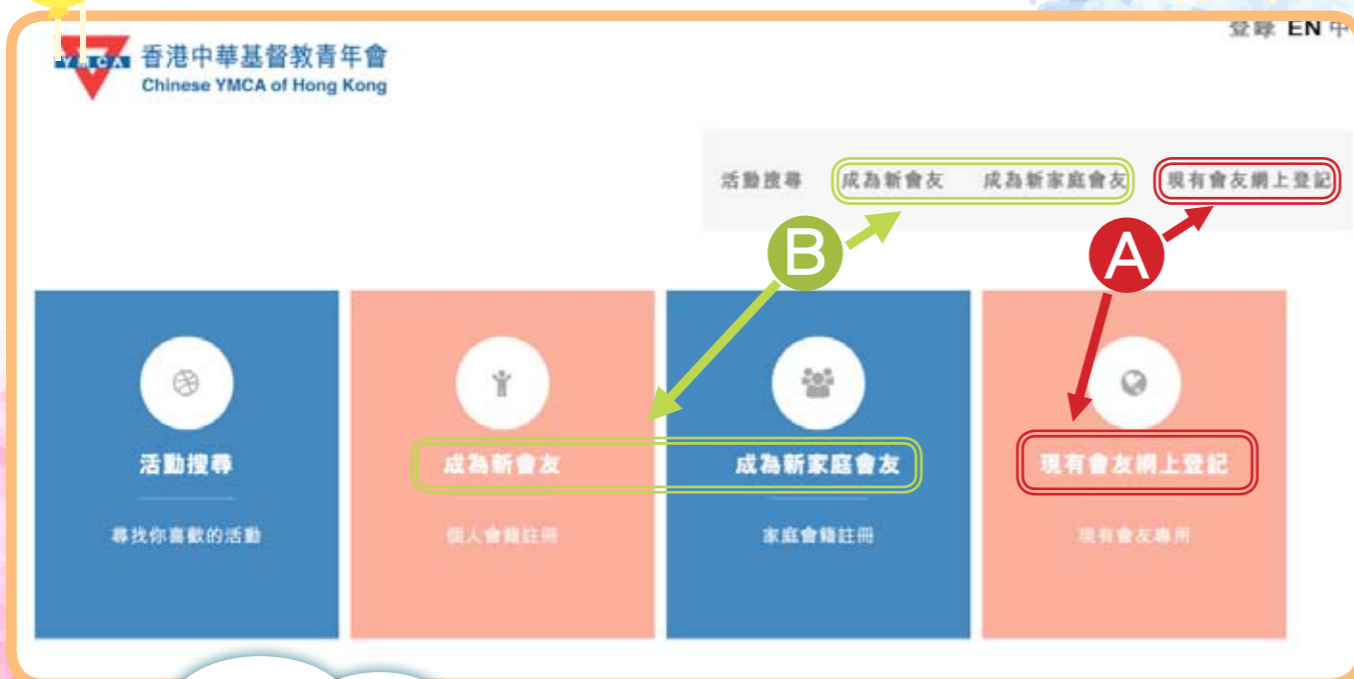 登錄 EN 中
YMCA
香港中華基督教青年會
Chinese YMCA of Hong Kong
活動搜尋 成為新會友 成為新家庭會友 現有會友網上登記
B A
活動搜尋 成為新會友 成為新家庭會友 現有會友網上登記
尋找你喜歡的活動 個人會籍註冊 家庭會籍註冊 現有會友專用